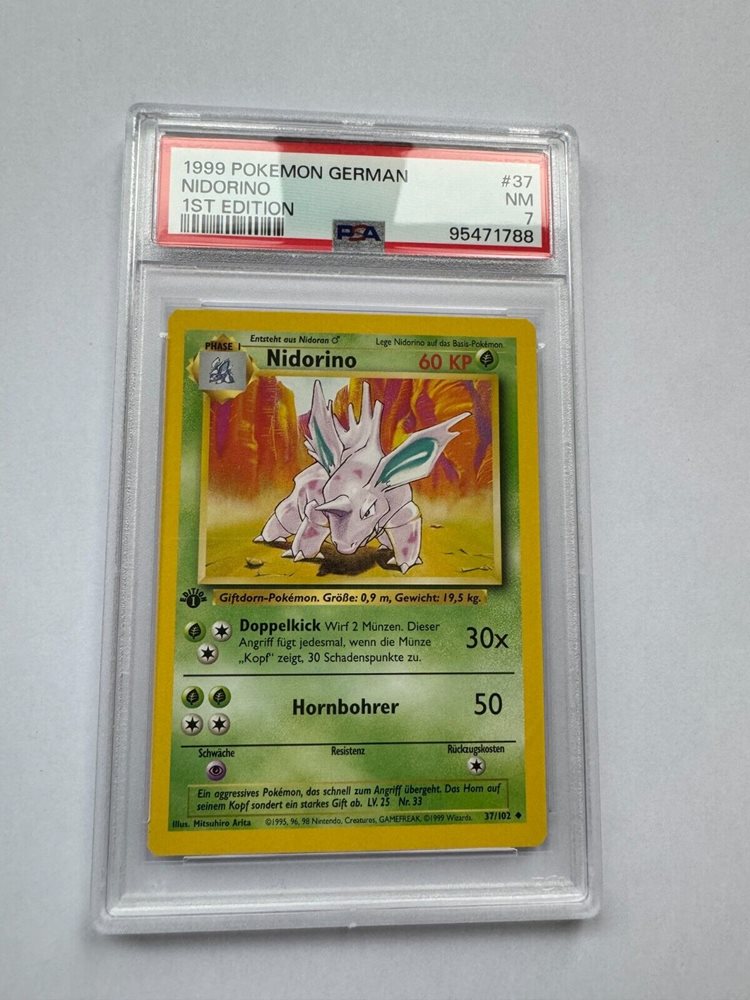 1999 POKEMON GERMAN #37
NIDORINO NM
1ST EDITION 7
PSA 95471788
Entsteht aus Nidoran ♂ Lege Nidorino auf das Basis-Pokémon.
PHASE 1
Nidorino 60 KP
Giftdorn-Pokémon. Größe: 0,9 m, Gewicht: 19,5 kg.
EDITION 1
Doppelkick Wirf 2 Münzen. Dieser
Angriff fügt jedesmal, wenn die Münze 30x
„Kopf" zeigt, 30 Schadenspunkte zu.
Hornbohrer 50
Schwäche Resistenz Rückzugskosten
Ein aggressives Pokémon, das schnell zum Angriff übergeht. Das Horn auf
seinem Kopf sondert ein starkes Gift ab. LV. 25 Nr. 33
Illus. Mitsuhiro Arita ©1995, 96, 98 Nintendo, Creatures, GAMEFREAK. ©1999 Wizards. 37/102